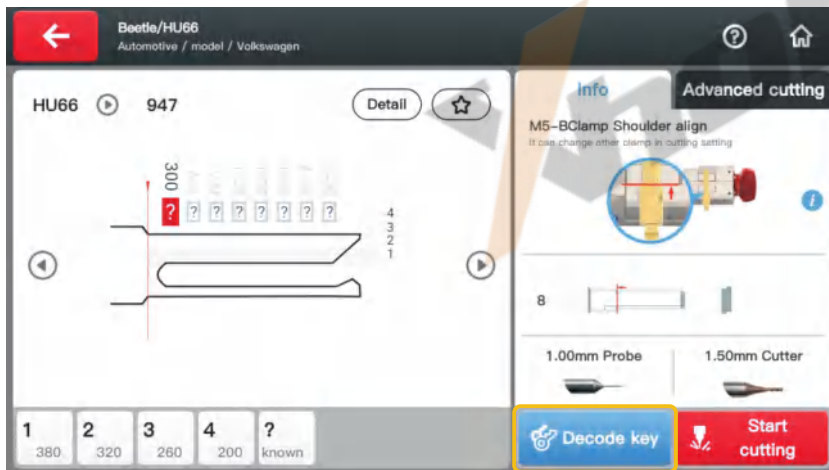 Beetle/HU66
Automotive / model / Volkswagen
HU66 947
Detail
300
? ? ? ? ? ? ? ?
4
3
2
1
1 380
2 320
3 260
4 200
? known
Info
Advanced cutting
M5-BClamp Shoulder align
It can change other clamp in cutting setting
8
1.00mm Probe
1.50mm Cutter
Decode key
Start cutting